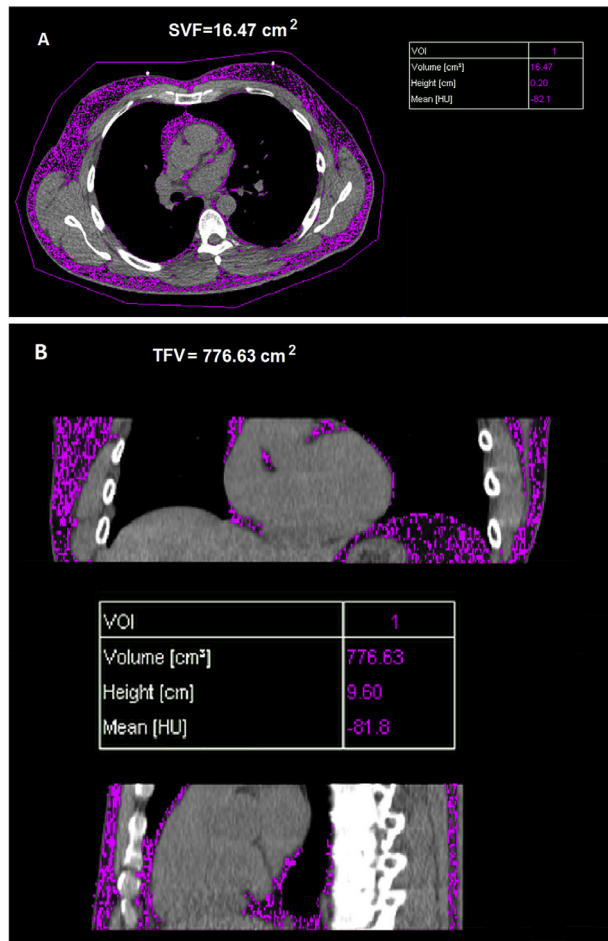 A
SVF=16.47 cm²
VOI 1
Volume [cm³] 16.47
Height [cm] 0.20
Mean [HU] -82.1
B
TFV= 776.63 cm²
VOI 1
Volume [cm³] 776.63
Height [cm] 9.60
Mean [HU] -81.8